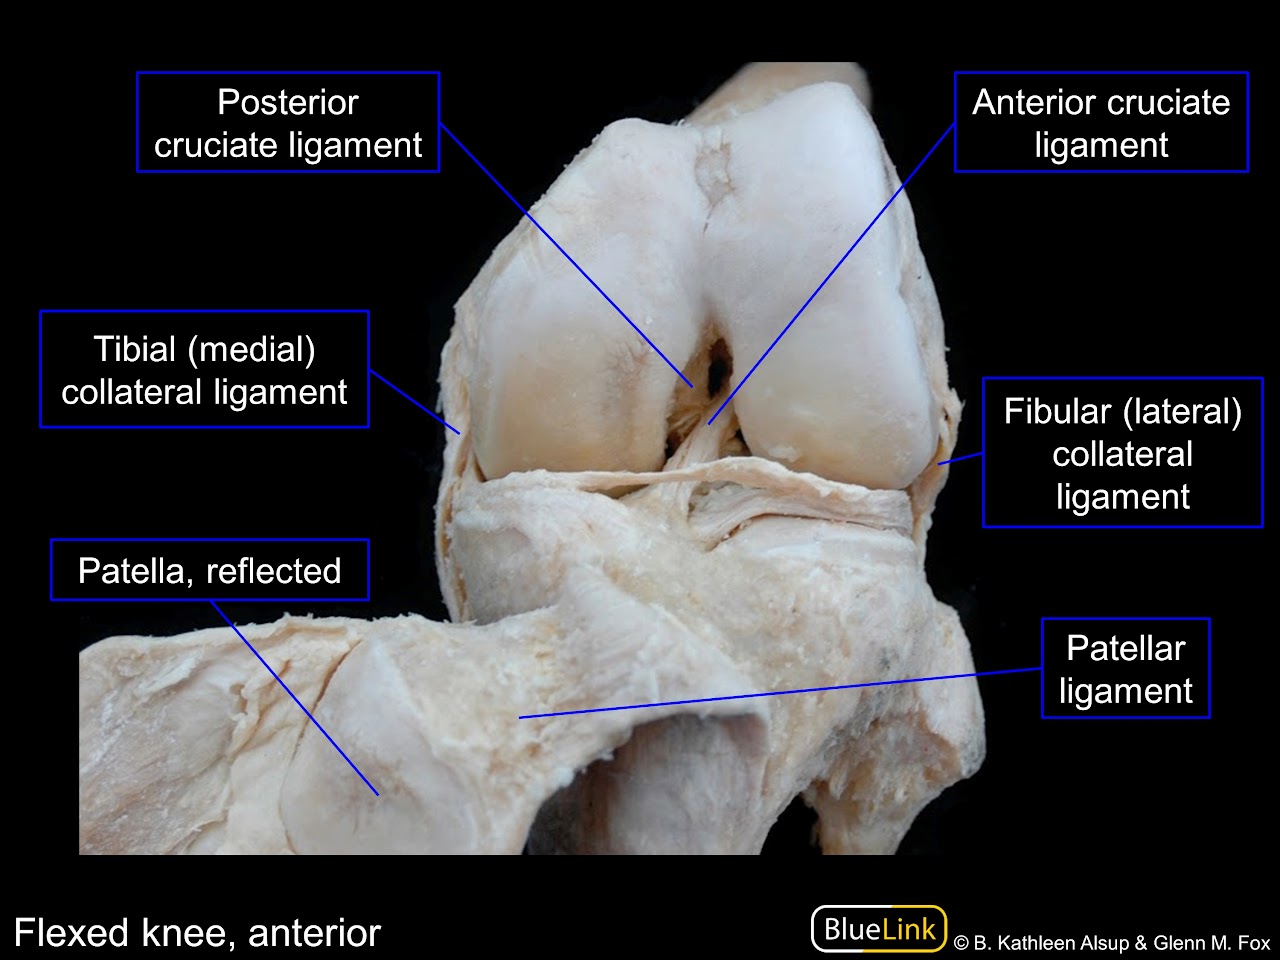 Posterior
cruciate ligament
Anterior cruciate
ligament
Tibial (medial)
collateral ligament
Fibular (lateral)
collateral
ligament
Patella, reflected
Patellar
ligament
Flexed knee, anterior
BlueLink
© B. Kathleen Alsup & Glenn M. Fox